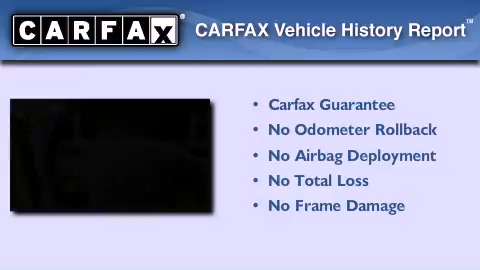 CARFAX® CARFAX Vehicle History Report™
• Carfax Guarantee
• No Odometer Rollback
• No Airbag Deployment
• No Total Loss
• No Frame Damage